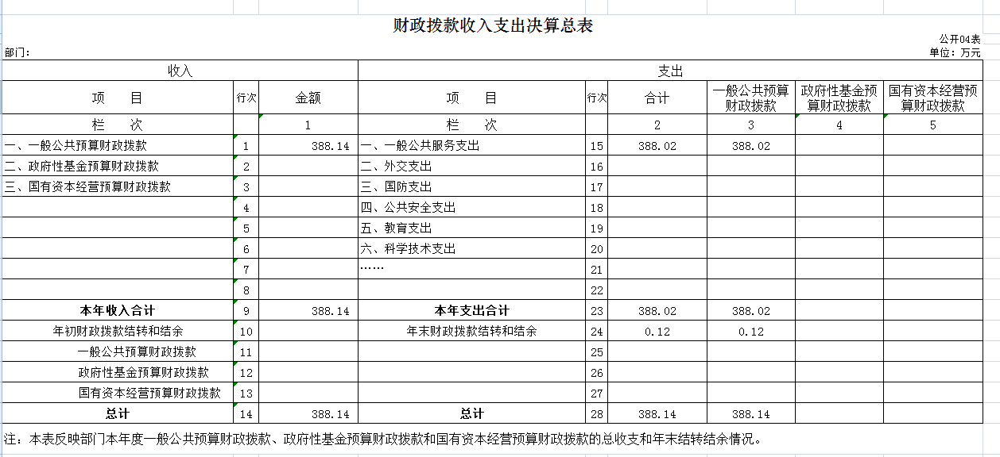 财政拨款收入支出决算总表
公开04表
部门： 单位：万元
收入 支出
项 目 行次 金额 项 目 行次 合计 一般公共预算财政拨款 政府性基金预算财政拨款 国有资本经营预算财政拨款
栏 次 1 栏 次 2 3 4 5
一、一般公共预算财政拨款 1 388.14 一、一般公共服务支出 15 388.02 388.02
二、政府性基金预算财政拨款 2 二、外交支出 16
三、国有资本经营预算财政拨款 3 三、国防支出 17
4 四、公共安全支出 18
5 五、教育支出 19
6 六、科学技术支出 20
7 …… 21
8 22
本年收入合计 9 388.14 本年支出合计 23 388.02 388.02
年初财政拨款结转和结余 10 年末财政拨款结转和结余 24 0.12 0.12
一般公共预算财政拨款 11 25
政府性基金预算财政拨款 12 26
国有资本经营预算财政拨款 13 27
总计 14 388.14 总计 28 388.14 388.14
注：本表反映部门本年度一般公共预算财政拨款、政府性基金预算财政拨款和国有资本经营预算财政拨款的总收支和年末结转结余情况。